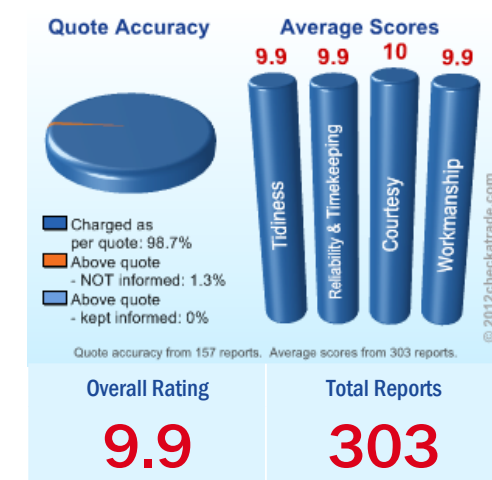 Quote Accuracy
Average Scores
9.9
9.9
10
9.9
Tidiness
Reliability & Timekeeping
Courtesy
Workmanship
Charged as
per quote: 98.7%
Above quote
- NOT informed: 1.3%
Above quote
- kept informed: 0%
© 2012checkatrade.com
Quote accuracy from 157 reports. Average scores from 303 reports.
Overall Rating
Total Reports
9.9
303